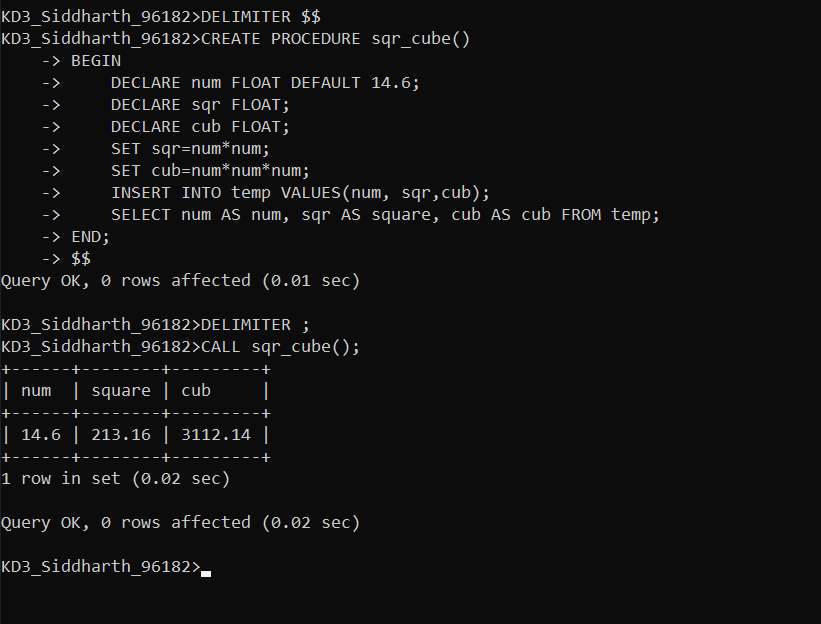 KD3_Siddharth_96182>DELIMITER $$
KD3_Siddharth_96182>CREATE PROCEDURE sqr_cube()
    -> BEGIN
    ->     DECLARE num FLOAT DEFAULT 14.6;
    ->     DECLARE sqr FLOAT;
    ->     DECLARE cub FLOAT;
    ->     SET sqr=num*num;
    ->     SET cub=num*num*num;
    ->     INSERT INTO temp VALUES(num, sqr,cub);
    ->     SELECT num AS num, sqr AS square, cub AS cub FROM temp;
    -> END;
    -> $$
Query OK, 0 rows affected (0.01 sec)

KD3_Siddharth_96182>DELIMITER ;
KD3_Siddharth_96182>CALL sqr_cube();
+------+--------+---------+
| num  | square | cub     |
+------+--------+---------+
| 14.6 | 213.16 | 3112.14 |
+------+--------+---------+
1 row in set (0.02 sec)

Query OK, 0 rows affected (0.02 sec)

KD3_Siddharth_96182>